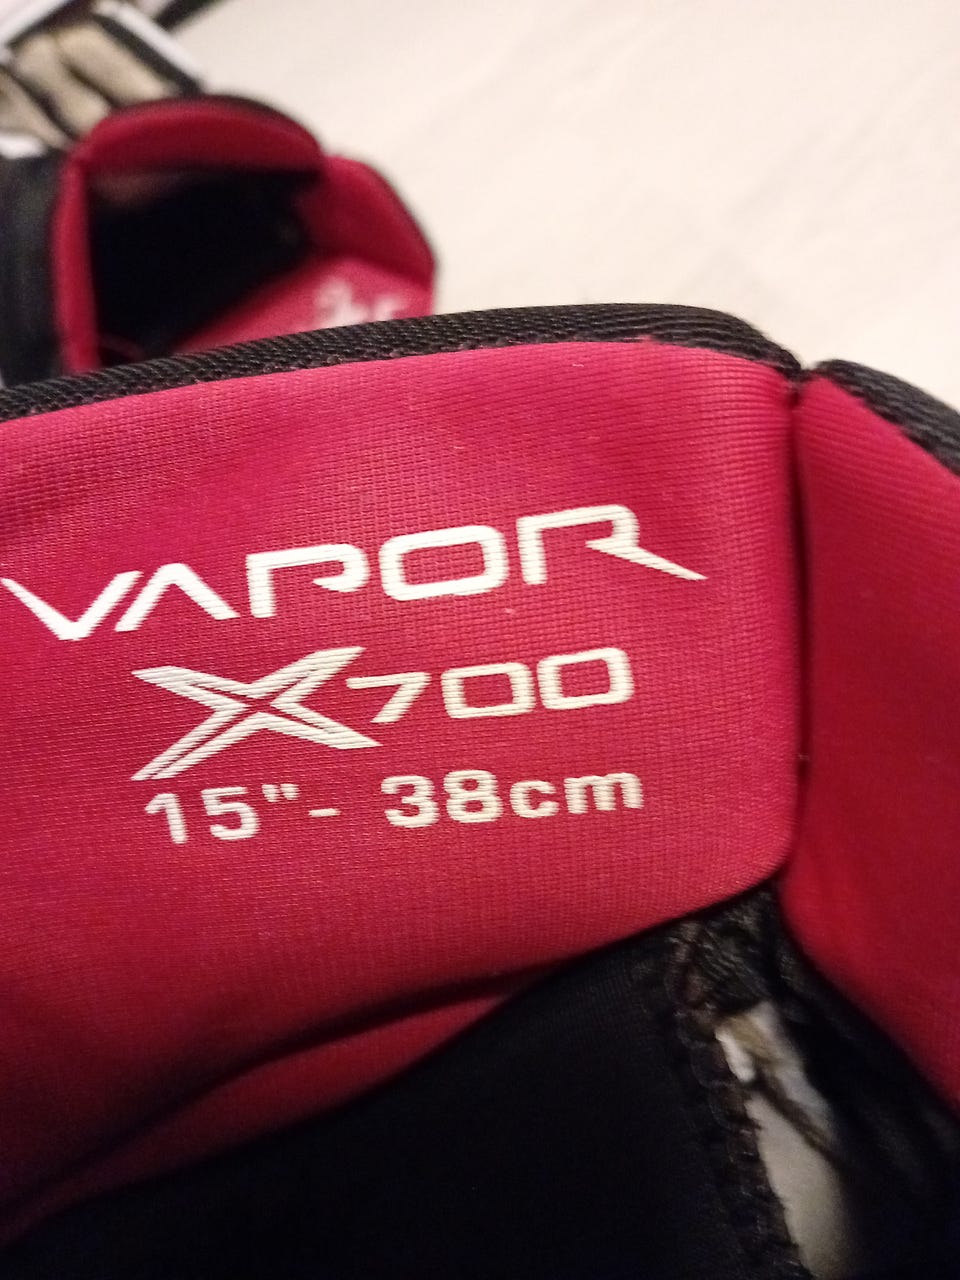 VAPOR
X700
15" - 38cm